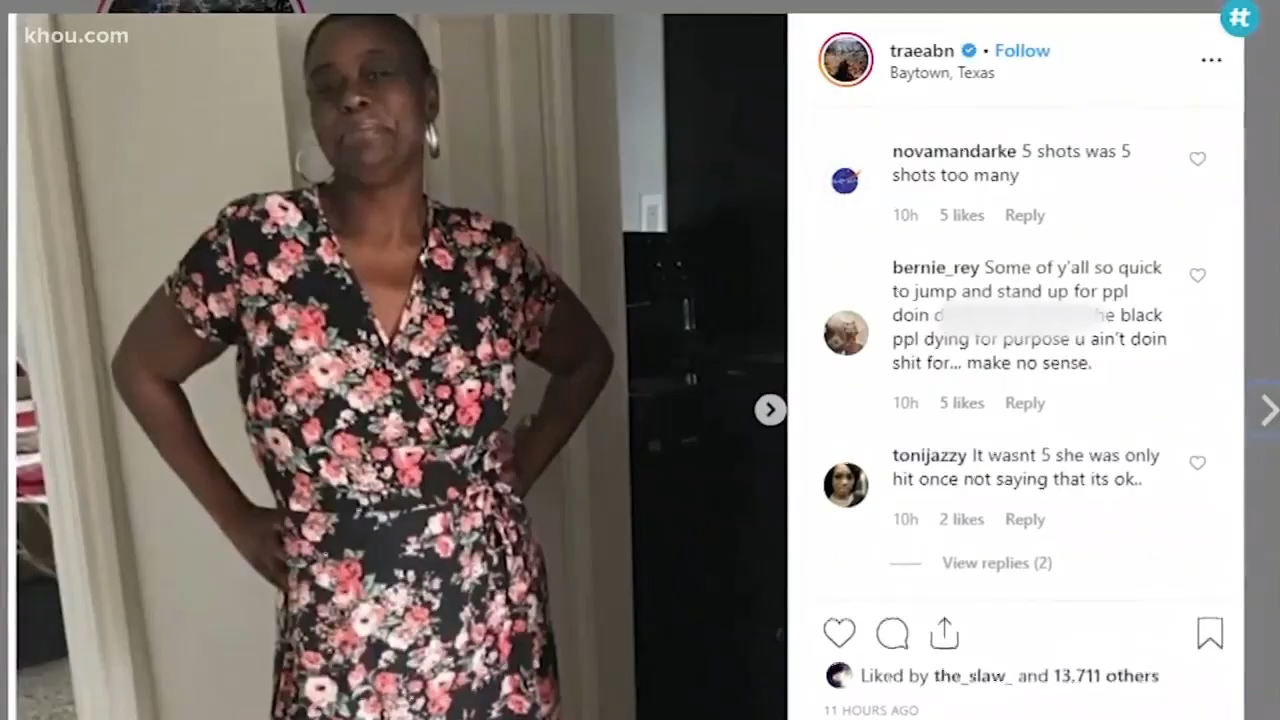 khou.com
traeabn • Follow
Baytown, Texas
novamandarke 5 shots was 5
shots too many
10h 5 likes Reply
bernie_rey Some of y'all so quick
to jump and stand up for ppl
doin d he black
ppl dying for purpose u ain't doin
shit for... make no sense.
10h 5 likes Reply
tonijazzy It wasnt 5 she was only
hit once not saying that its ok..
10h 2 likes Reply
View replies (2)
Liked by the_slaw_ and 13,711 others
11 HOURS AGO